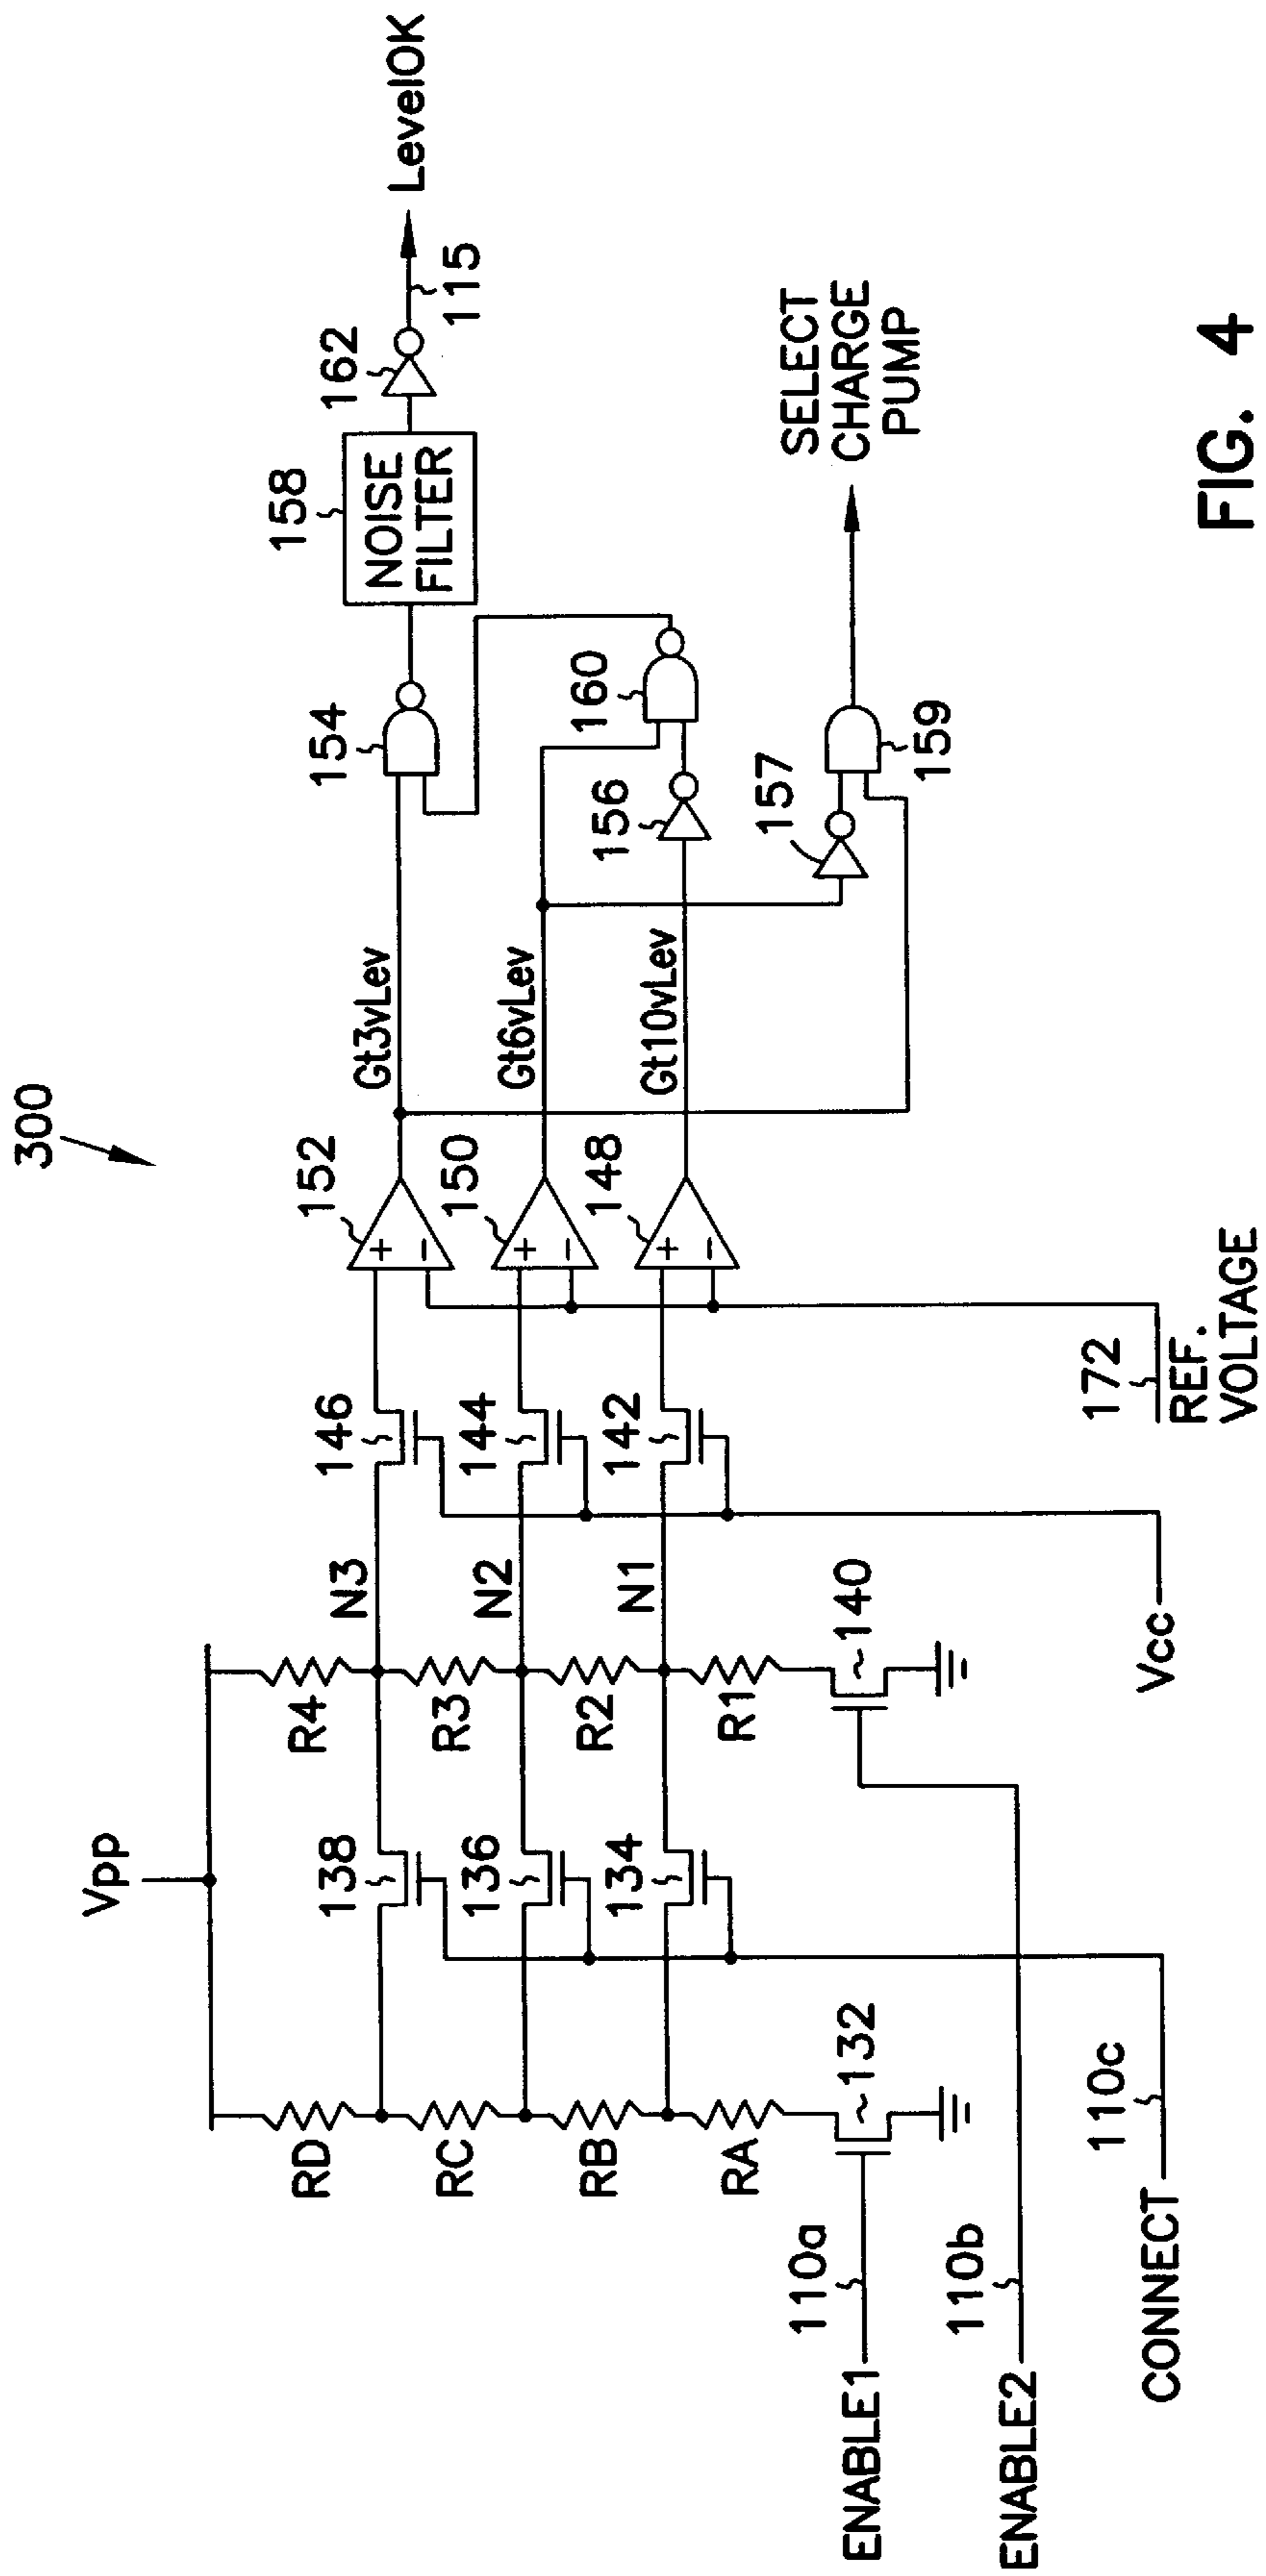 300
Vpp
RD
RC
RB
RA
138
136
134
132
R4
R3
R2
R1
N3
N2
N1
140
146
144
142
152
150
148
Gt3vLev
Gt6vLev
Gt10vLev
154
158
NOISE
FILTER
162
115
LevelOK
160
156
157
159
SELECT
CHARGE
PUMP
ENABLE1
110a
ENABLE2
110b
CONNECT
110c
Vcc
172
REF.
VOLTAGE
FIG. 4